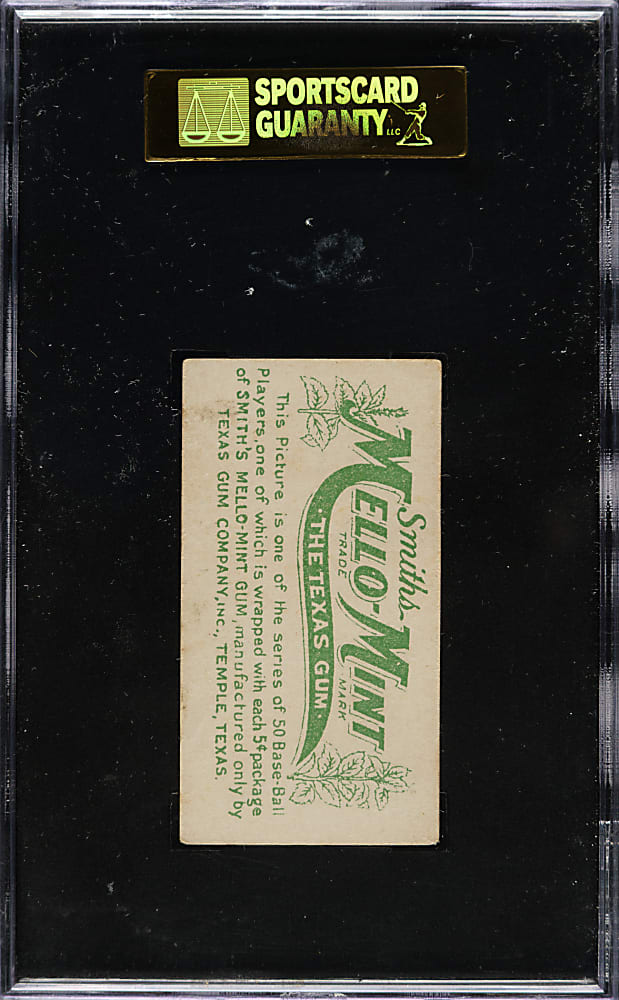 SPORTSCARD
GUARANTY LLC
Smith's
MELLO-MINT
TRADE MARK
· THE TEXAS GUM ·
This Picture is one of the series of 50 Base-Ball
Players, one of which is wrapped with each 5¢ package
of SMITH'S MELLO-MINT GUM, manufactured only by
TEXAS GUM COMPANY, INC., TEMPLE, TEXAS.